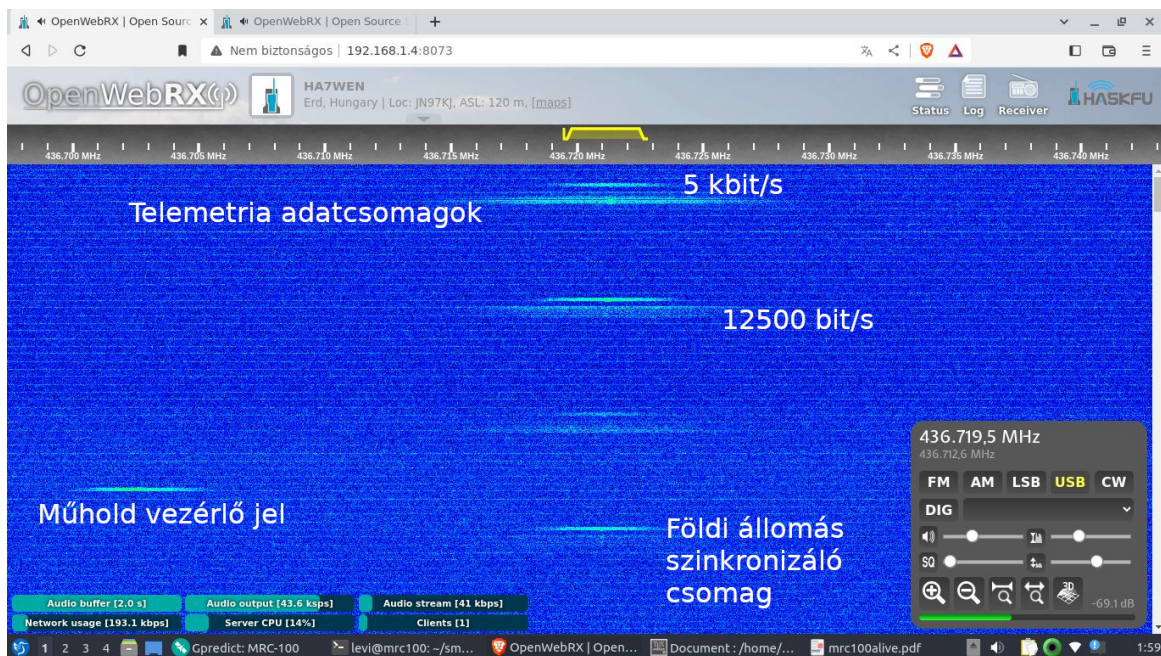 OpenWebRX | Open Sourc
OpenWebRX | Open Source S
Nem biztonságos | 192.168.1.4:8073
OpenWebRX
HA7WEN
Erd, Hungary | Loc: JN97KJ, ASL: 120 m, [maps]
Status Log Receiver
HA5KFU
436.700 MHz 436.705 MHz 436.710 MHz 436.715 MHz 436.720 MHz 436.725 MHz 436.730 MHz 436.735 MHz 436.740 MHz
5 kbit/s
Telemetria adatcsomagok
12500 bit/s
Műhold vezérlő jel
Földi állomás
szinkronizáló
csomag
436.719,5 MHz
436.712,6 MHz
FM AM LSB USB CW
DIG
SQ
3D
-69.1 dB
Audio buffer [2.0 s] Audio output [43.6 ksps] Audio stream [41 kbps]
Network usage [193.1 kbps] Server CPU [14%] Clients [1]
1 2 3 4 Gpredict: MRC-100 levi@mrc100: ~/sm... OpenWebRX | Open... Document : /home/... mrc100alive.pdf 1:59